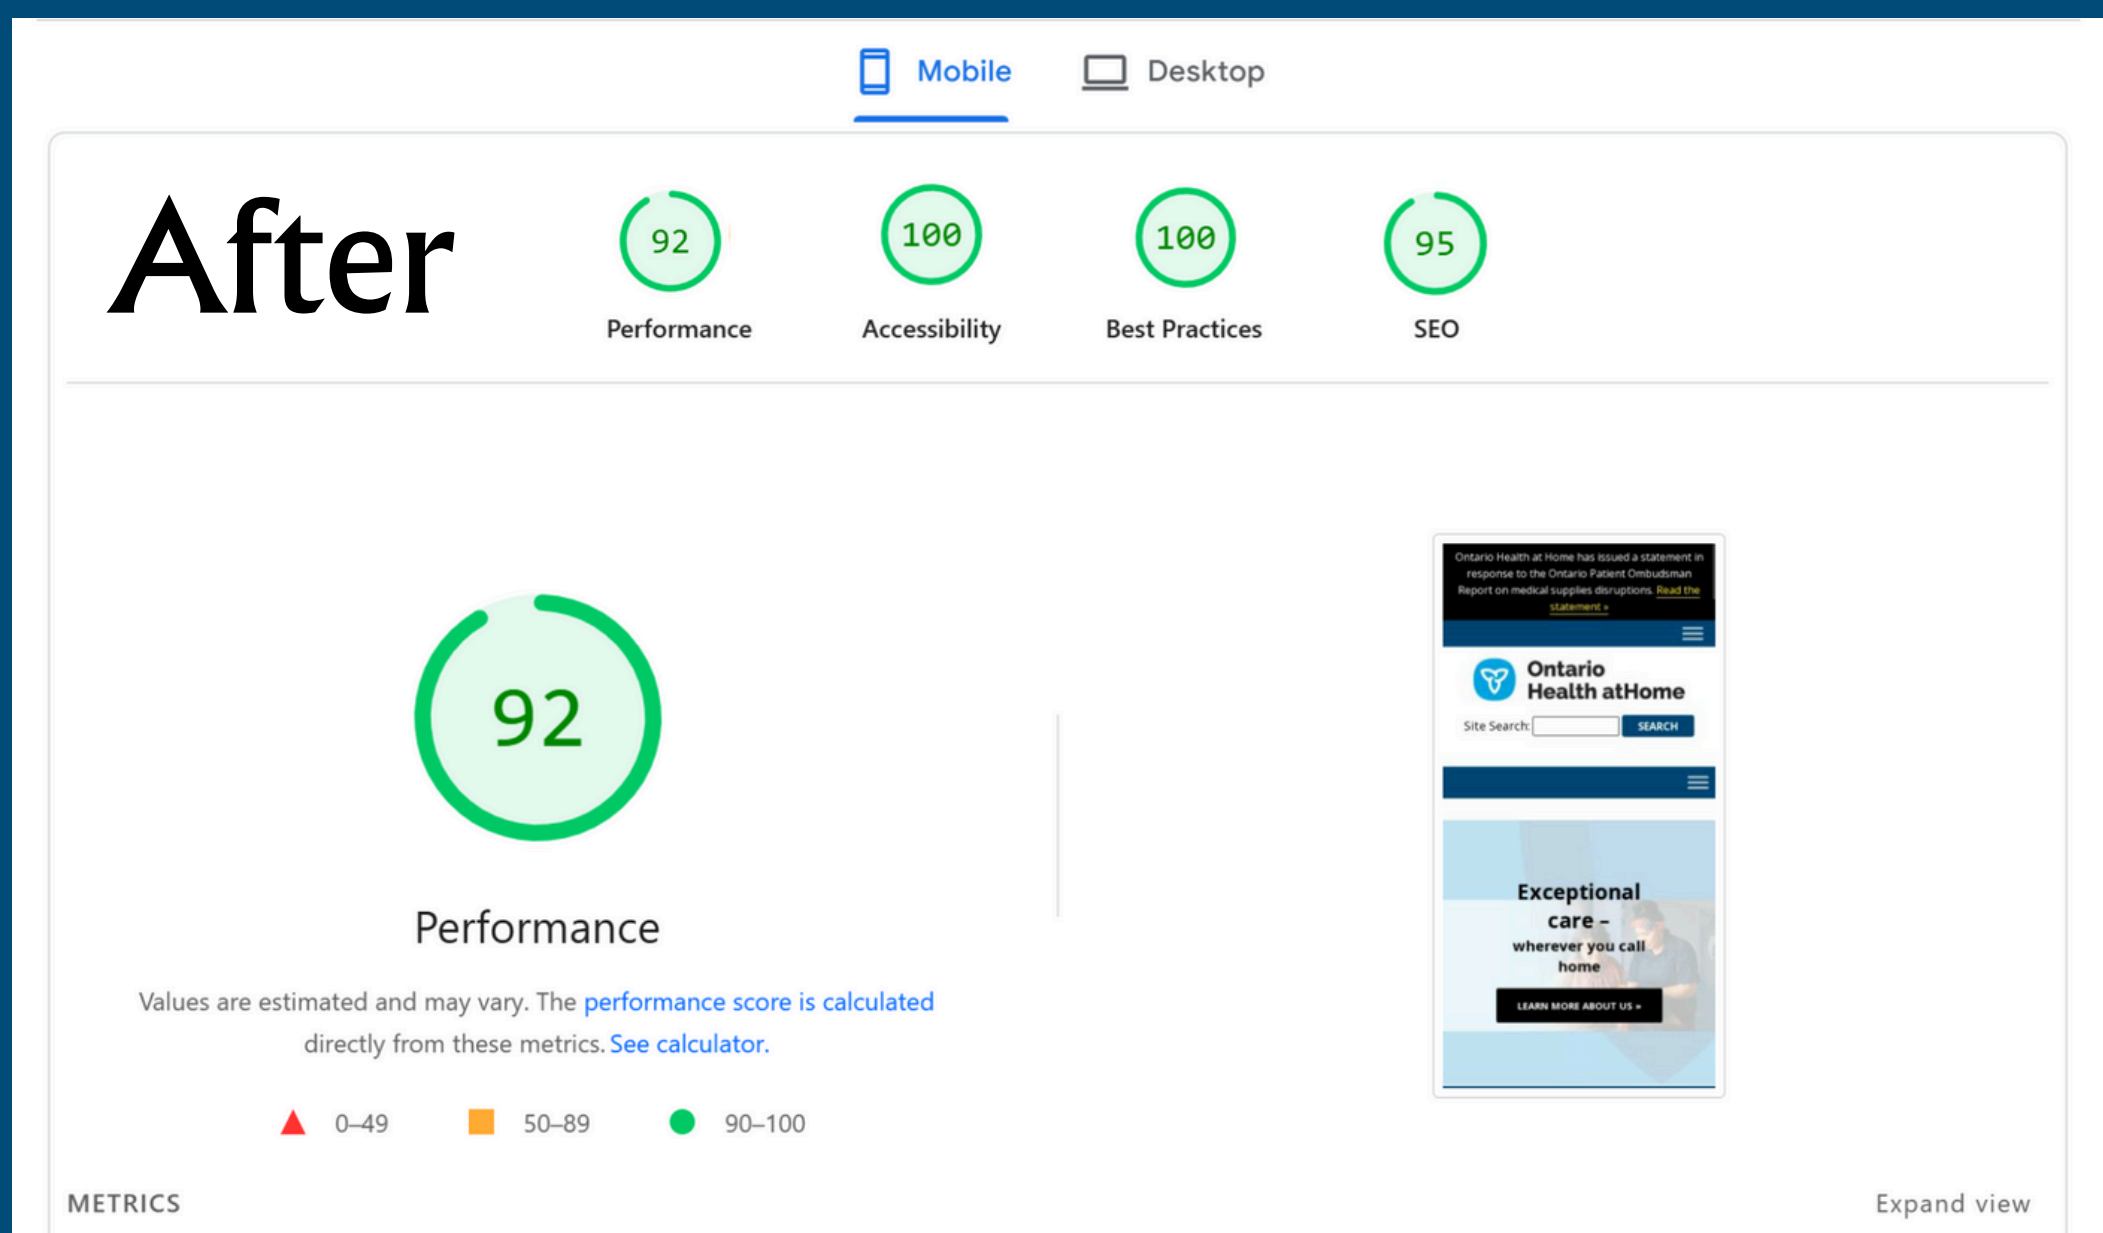 Mobile
Desktop
After
92
100
100
95
Performance
Accessibility
Best Practices
SEO
92
Performance
Values are estimated and may vary. The performance score is calculated
directly from these metrics. See calculator.
0–49
50–89
90–100
Ontario Health at Home has issued a statement in
response to the Ontario Patient Ombudsman
Report on medical supplies disruptions. Read the
statement »
Ontario
Health atHome
Site Search:
SEARCH
Exceptional
care –
wherever you call
home
LEARN MORE ABOUT US »
METRICS
Expand view